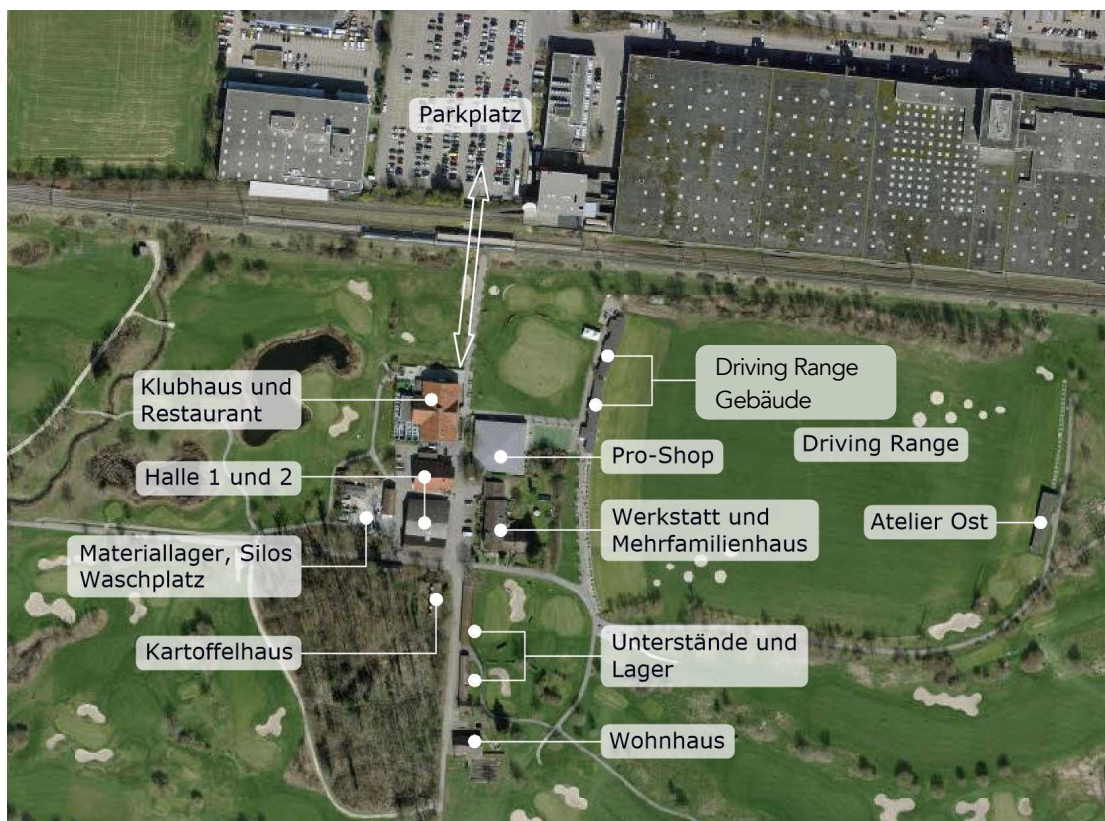 Parkplatz
Klubhaus und
Restaurant
Driving Range
Gebäude
Driving Range
Halle 1 und 2
Pro-Shop
Werkstatt und
Mehrfamilienhaus
Atelier Ost
Materiallager, Silos
Waschplatz
Kartoffelhaus
Unterstände und
Lager
Wohnhaus